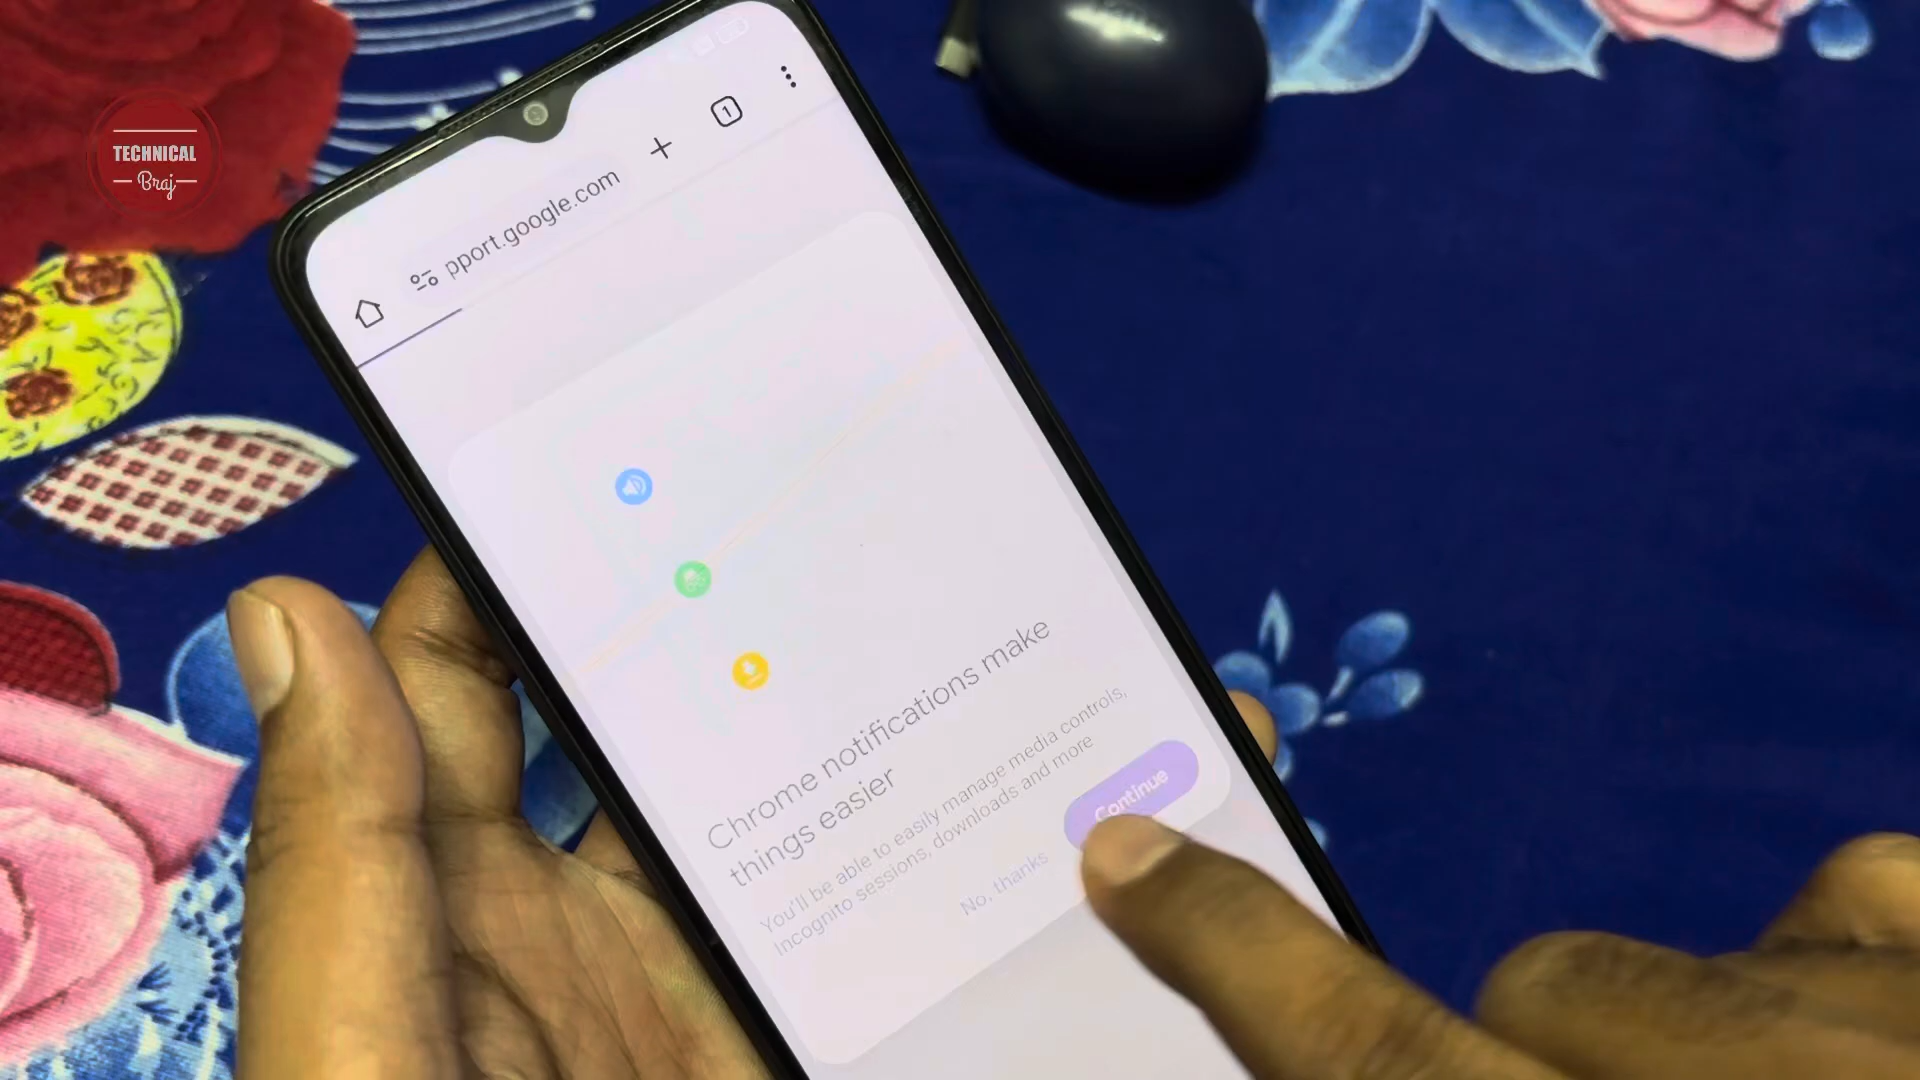 TECHNICAL
Braj
1
pport.google.com
Chrome notifications make
things easier
You'll be able to easily manage media controls,
Incognito sessions, downloads and more
No, thanks
Continue